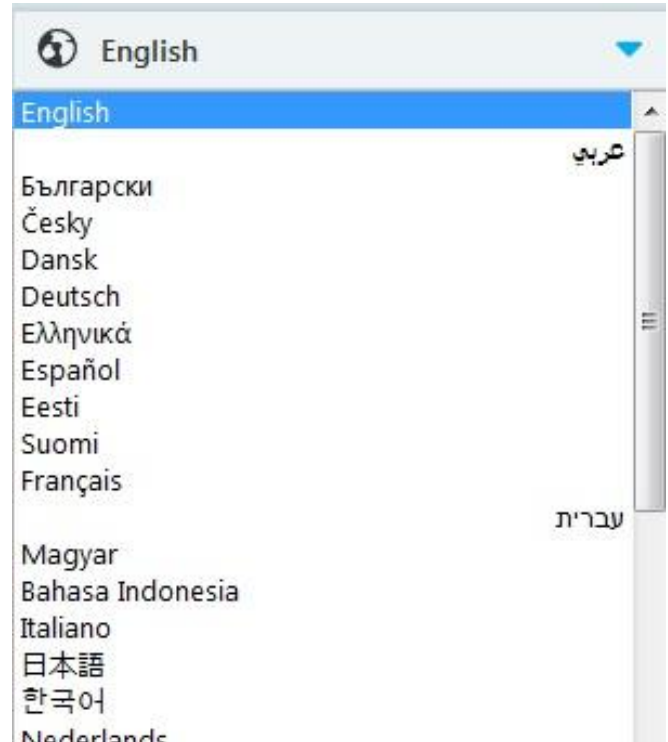 English
English
عربي
Български
Česky
Dansk
Deutsch
Ελληνικά
Español
Eesti
Suomi
Français
עברית
Magyar
Bahasa Indonesia
Italiano
日本語
한국어
Nederlands